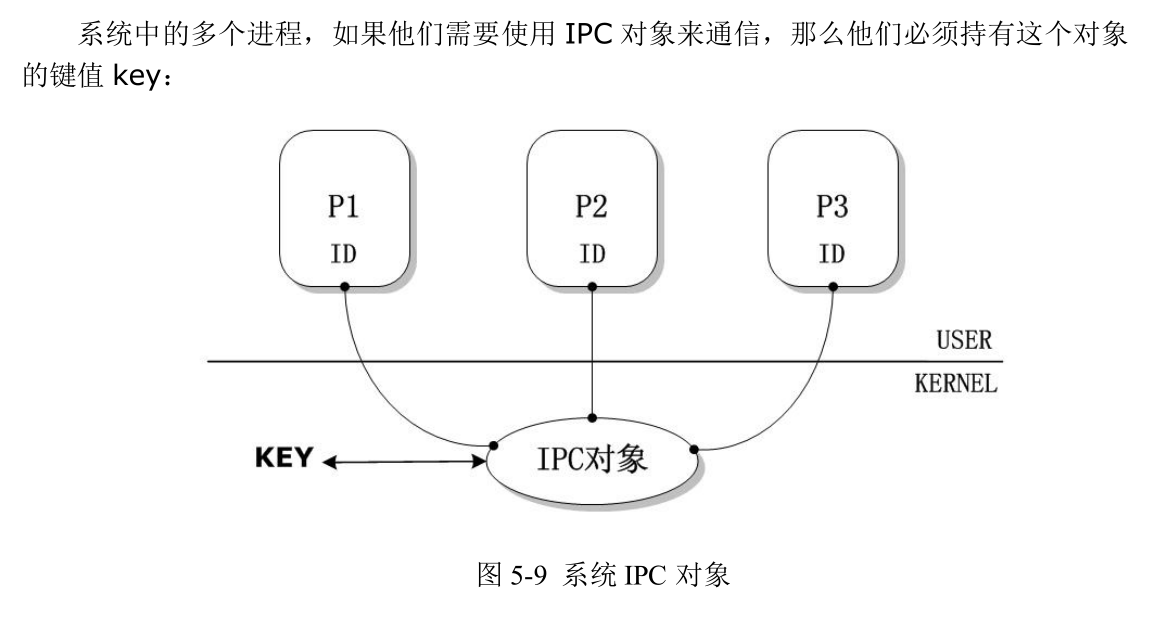 系统中的多个进程，如果他们需要使用 IPC 对象来通信，那么他们必须持有这个对象
的键值 key：
P1
P2
P3
ID
ID
ID
USER
KERNEL
KEY
IPC对象
图 5-9 系统 IPC 对象